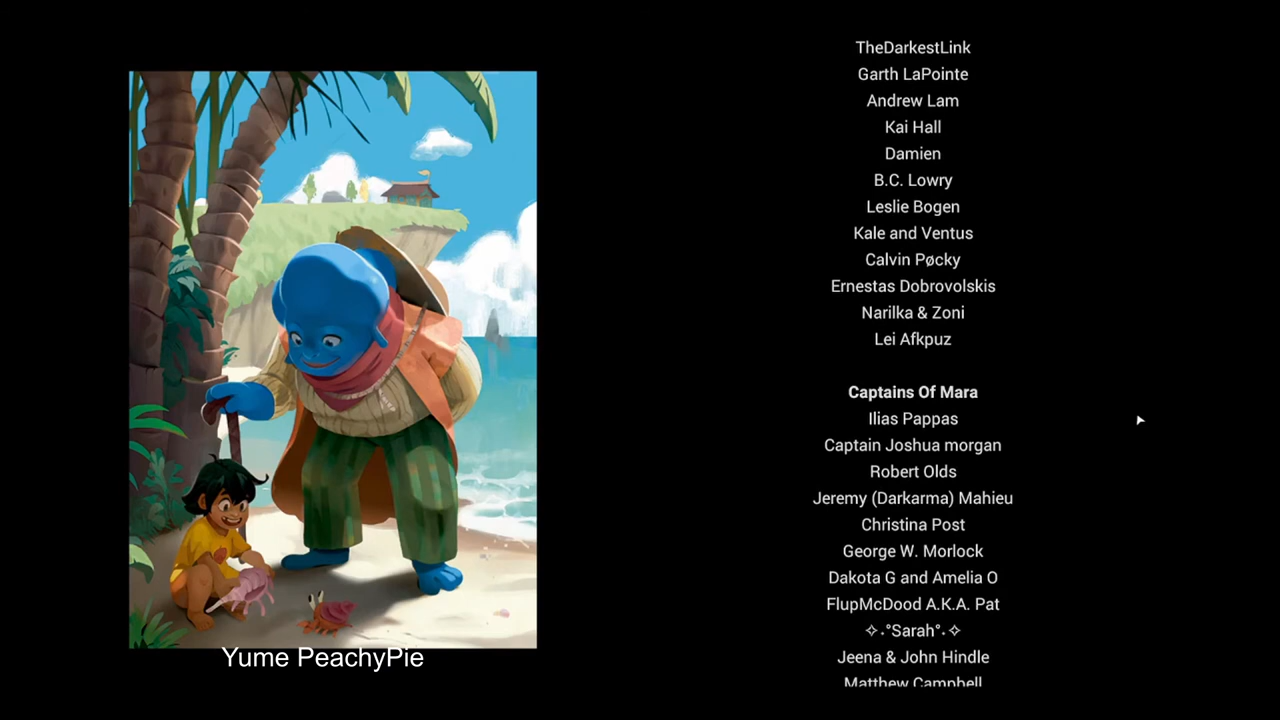 TheDarkestLink
Garth LaPointe
Andrew Lam
Kai Hall
Damien
B.C. Lowry
Leslie Bogen
Kale and Ventus
Calvin Pøcky
Ernestas Dobrovolskis
Narilka & Zoni
Lei Afkpuz
Captains Of Mara
Ilias Pappas
Captain Joshua morgan
Robert Olds
Jeremy (Darkarma) Mahieu
Christina Post
George W. Morlock
Dakota G and Amelia O
FlupMcDood A.K.A. Pat
✧˖°Sarah°˖✧
Jeena & John Hindle
Matthew Campbell
Yume PeachyPie